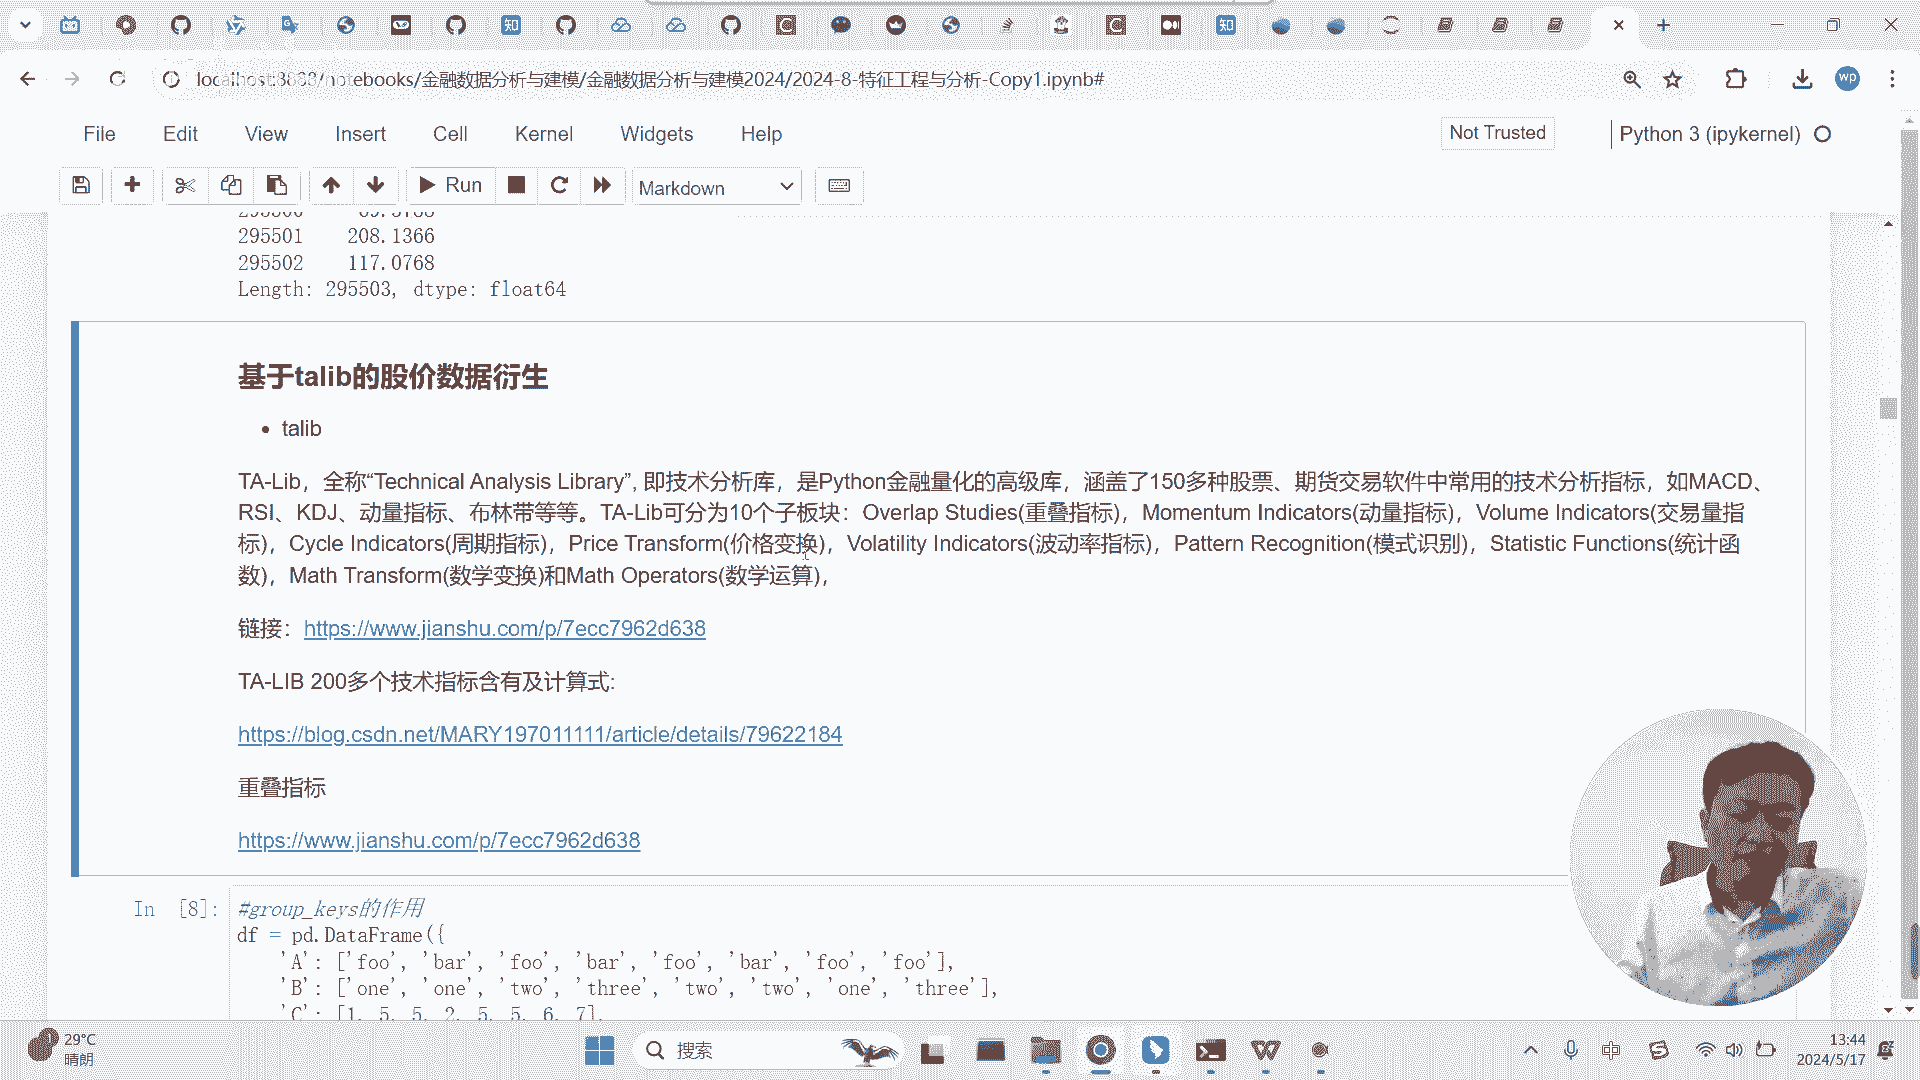 localhost:8888/notebooks/金融数据分析与建模/金融数据分析与建模2024/2024-8-特征工程与分析-Copy1.ipynb#
wp
File Edit View Insert Cell Kernel Widgets Help
Not Trusted
Python 3 (ipykernel)
Run
Markdown
295501 208.1366
295502 117.0768
Length: 295503, dtype: float64
基于talib的股价数据衍生
talib
TA-Lib，全称“Technical Analysis Library”, 即技术分析库，是Python金融量化的高级库，涵盖了150多种股票、期货交易软件中常用的技术分析指标，如MACD、
RSI、KDJ、动量指标、布林带等等。TA-Lib可分为10个子板块：Overlap Studies(重叠指标)，Momentum Indicators(动量指标)，Volume Indicators(交易量指
标)，Cycle Indicators(周期指标)，Price Transform(价格变换)，Volatility Indicators(波动率指标)，Pattern Recognition(模式识别)，Statistic Functions(统计函
数)，Math Transform(数学变换)和Math Operators(数学运算)，
链接：https://www.jianshu.com/p/7ecc7962d638
TA-LIB 200多个技术指标含有及计算式:
https://blog.csdn.net/MARY197011111/article/details/79622184
重叠指标
https://www.jianshu.com/p/7ecc7962d638
In [8]:
#group_keys的作用
df = pd.DataFrame({
'A': ['foo', 'bar', 'foo', 'bar', 'foo', 'bar', 'foo', 'foo'],
'B': ['one', 'one', 'two', 'three', 'two', 'two', 'one', 'three'],
'C': [1, 5, 5, 2, 5, 5, 6, 7],
29°C
晴朗
搜索
中
13:44
2024/5/17